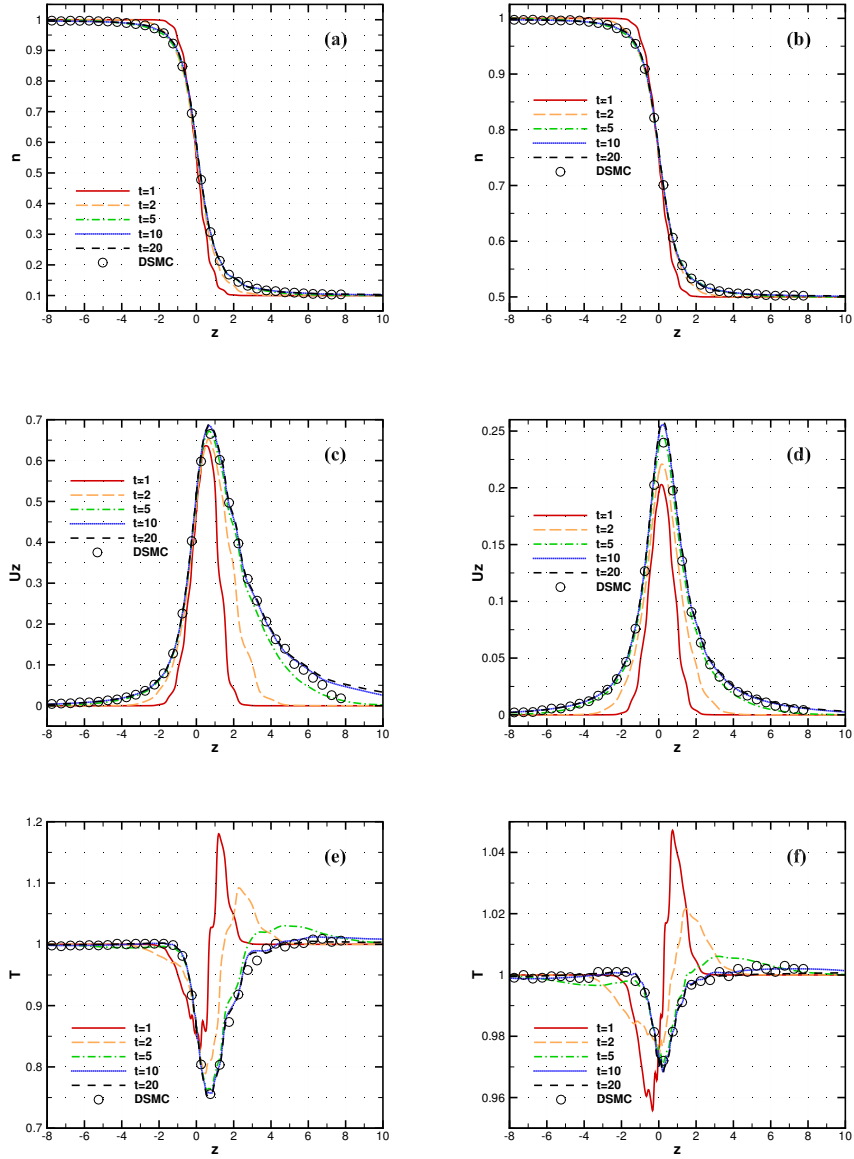 (a)
n
1
0.9
0.8
0.7
0.6
0.5
0.4
0.3
0.2
0.1
t=1
t=2
t=5
t=10
t=20
DSMC
-8 -6 -4 -2 0 2 4 6 8 10
z
(b)
n
1
0.9
0.8
0.7
0.6
0.5
t=1
t=2
t=5
t=10
t=20
DSMC
-8 -6 -4 -2 0 2 4 6 8 10
z
(c)
Uz
0.7
0.6
0.5
0.4
0.3
0.2
0.1
0
t=1
t=2
t=5
t=10
t=20
DSMC
-8 -6 -4 -2 0 2 4 6 8 10
z
(d)
Uz
0.25
0.2
0.15
0.1
0.05
0
t=1
t=2
t=5
t=10
t=20
DSMC
-8 -6 -4 -2 0 2 4 6 8 10
z
(e)
T
1.2
1.1
1
0.9
0.8
0.7
t=1
t=2
t=5
t=10
t=20
DSMC
-8 -6 -4 -2 0 2 4 6 8 10
z
(f)
T
1.04
1.02
1
0.98
0.96
t=1
t=2
t=5
t=10
t=20
DSMC
-8 -6 -4 -2 0 2 4 6 8 10
z